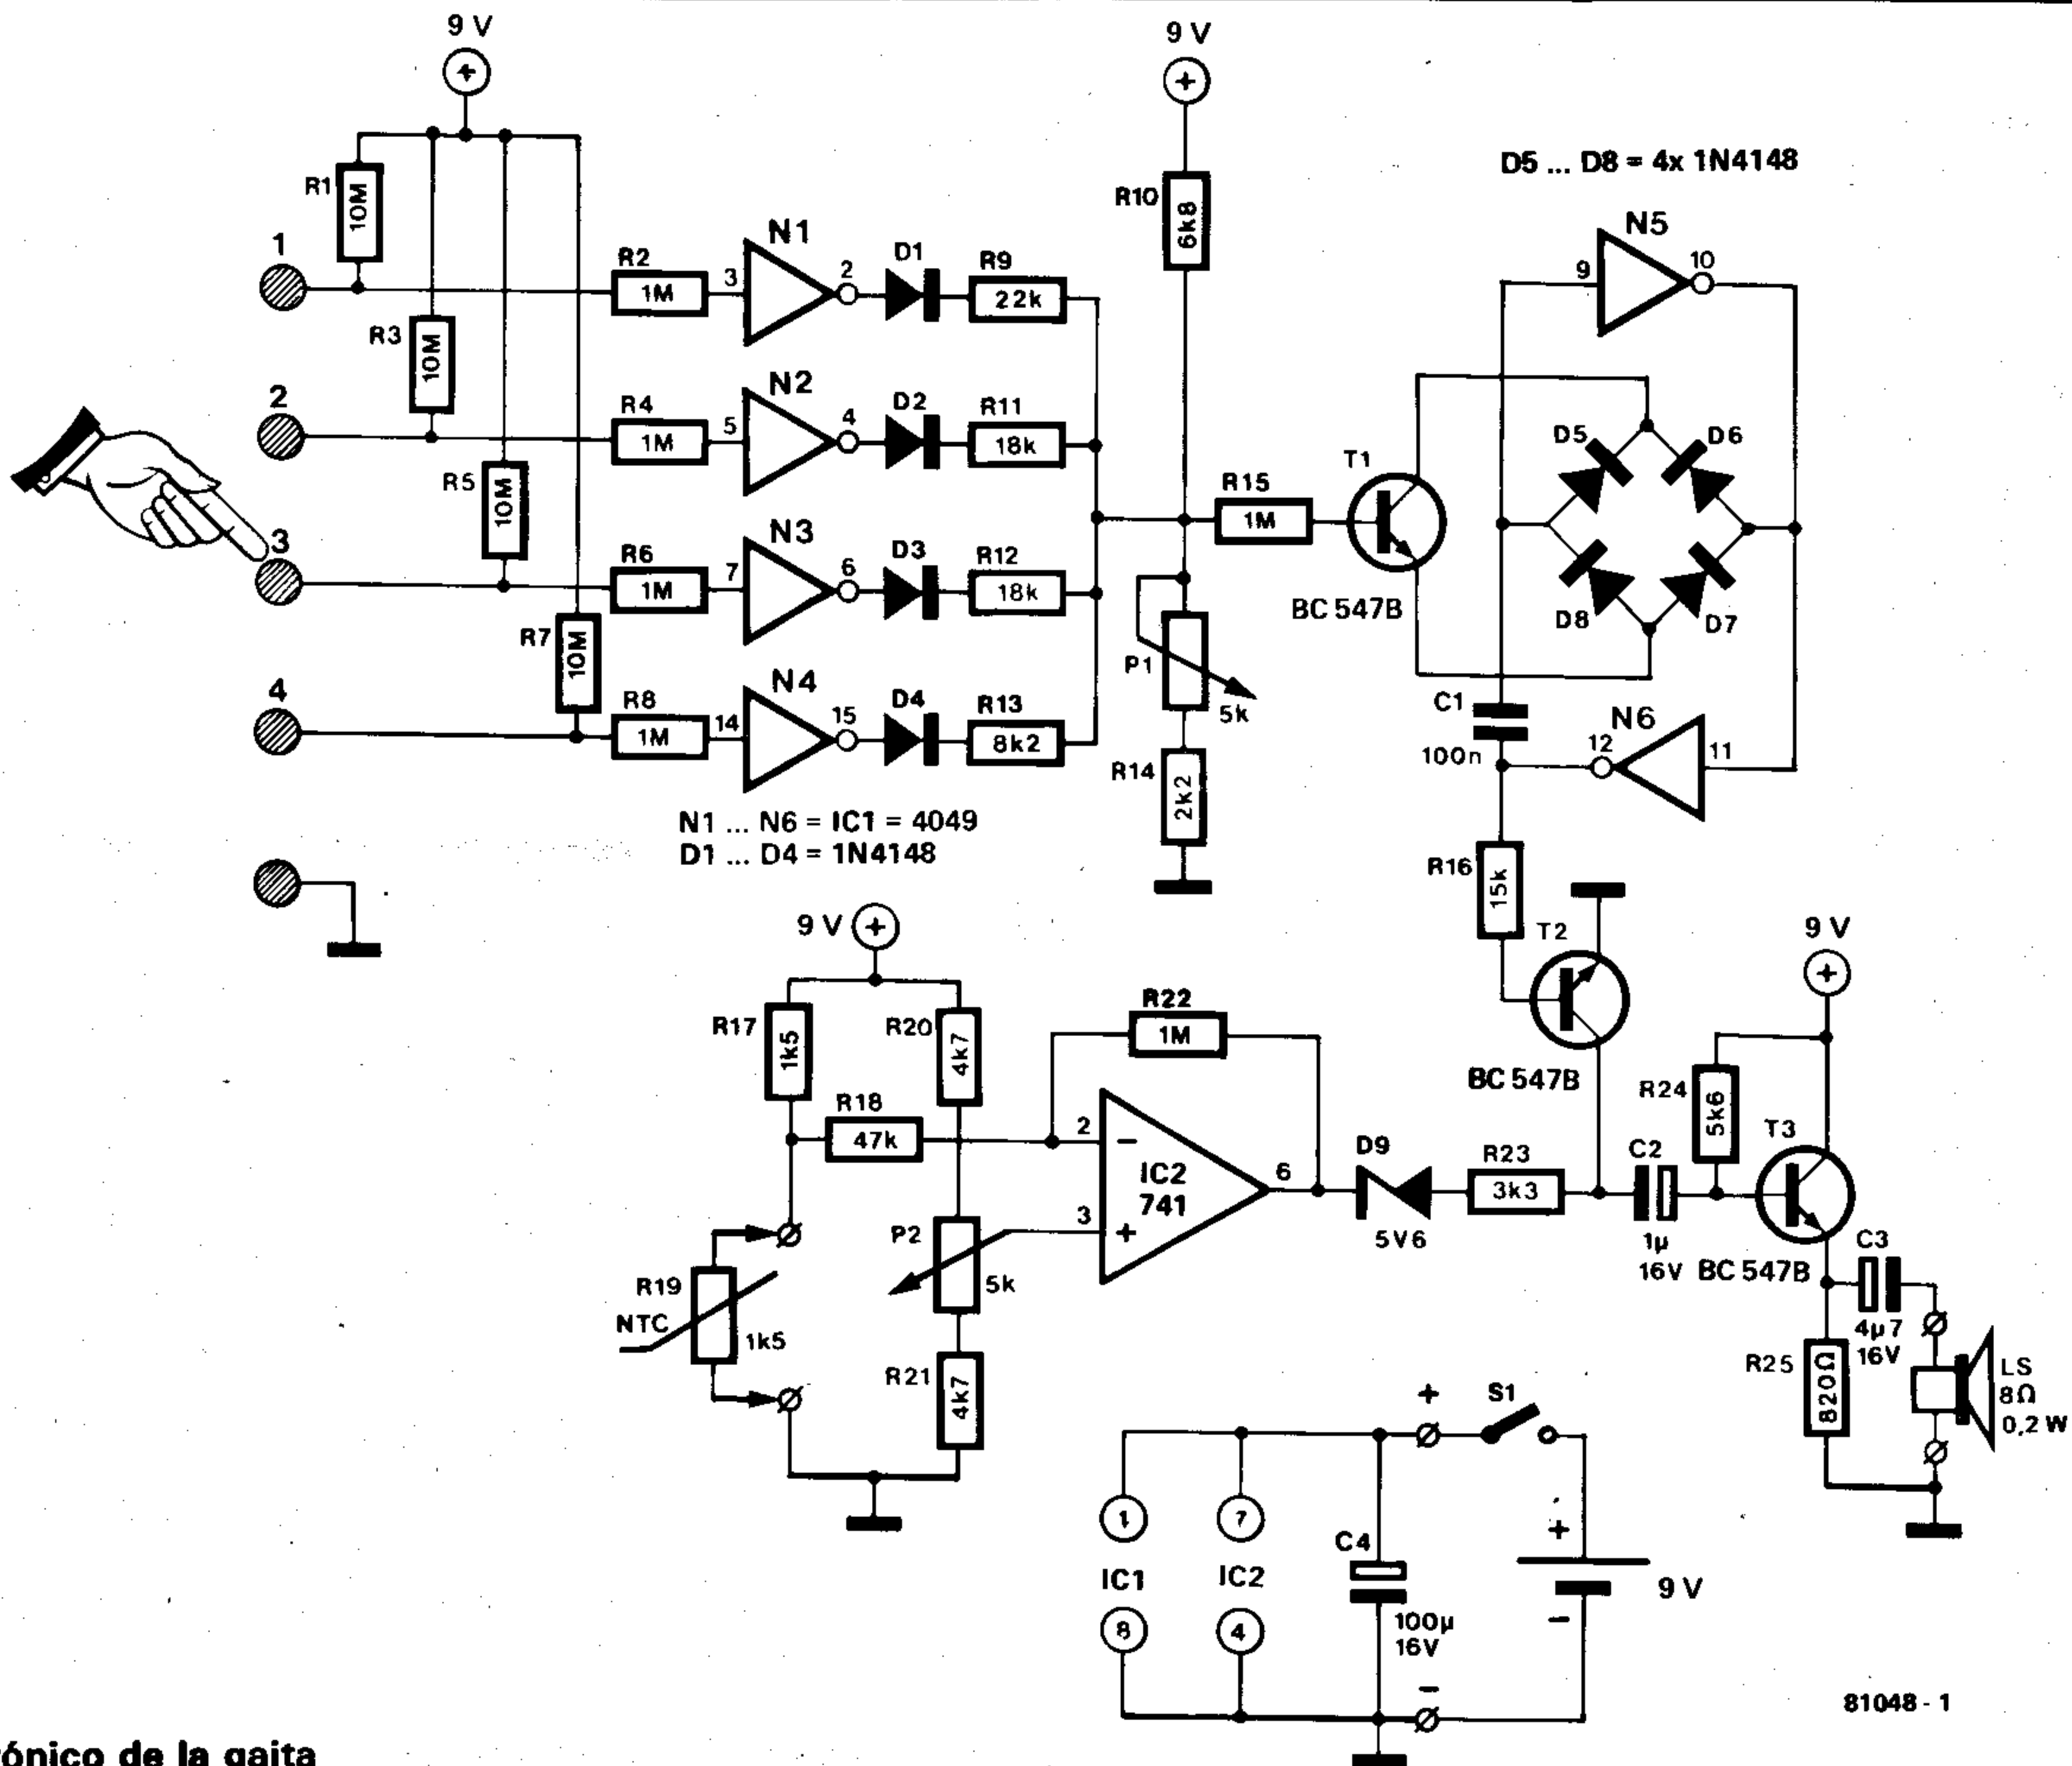 9 V
R1
10M
R3
10M
R5
10M
R7
10M
1
2
3
4
R2
1M
3
N1
2
D1
R9
22k
R4
1M
5
N2
4
D2
R11
18k
R6
1M
7
N3
6
D3
R12
18k
R8
1M
14
N4
15
D4
R13
8k2
N1 ... N6 = IC1 = 4049
D1 ... D4 = 1N4148
9 V
R10
6k8
R15
1M
P1
5k
R14
2k2
T1
BC 547B
D5 ... D8 = 4x 1N4148
N5
9
10
D5
D6
D8
D7
C1
100n
N6
12
11
R16
15k
T2
BC 547B
9 V
R17
1k5
R20
4k7
R18
47k
R22
1M
2
3
IC2
741
6
R19
NTC
1k5
P2
5k
R21
4k7
D9
5V6
R23
3k3
C2
1µ
16V
9 V
R24
5k6
T3
BC 547B
C3
4µ7
16V
R25
820Ω
LS
8Ω
0,2 W
+
S1
1
7
IC1
IC2
8
4
C4
100µ
16V
+
9 V
−
−
81048 - 1
ónico de la gaita